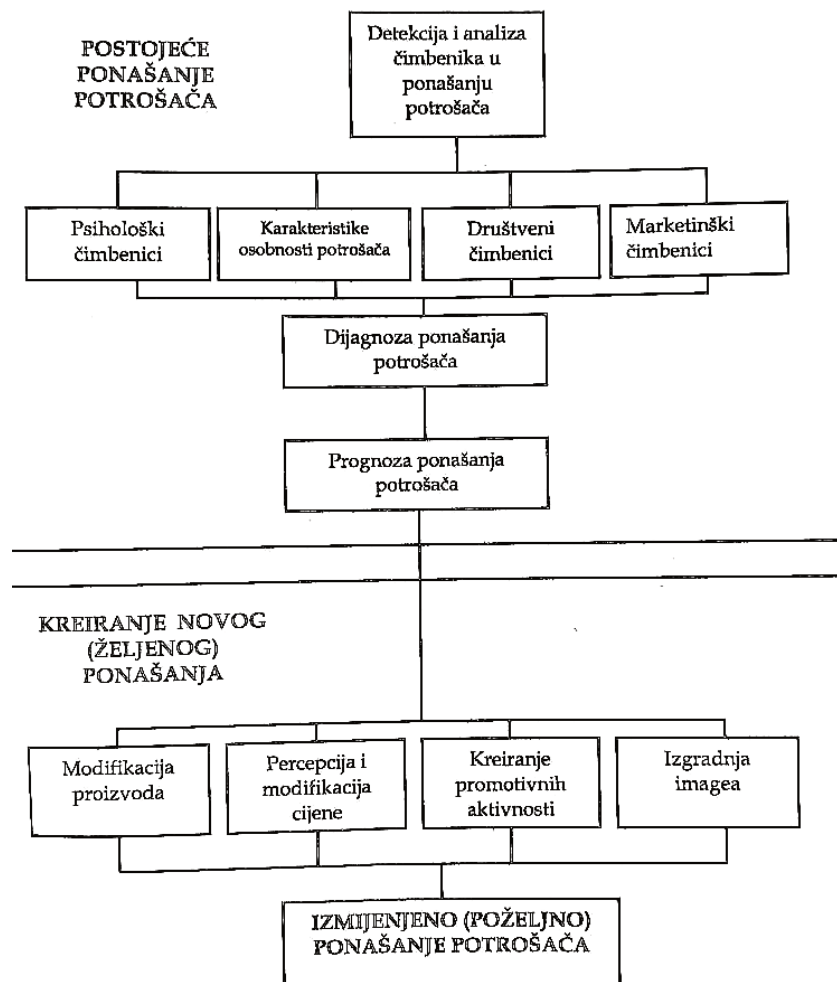 POSTOJEĆE
PONAŠANJE
POTROŠAČA
Detekcija i analiza
čimbenika u
ponašanju
potrošača
Psihološki
čimbenici
Karakteristike
osobnosti potrošača
Društveni
čimbenici
Marketinški
čimbenici
Dijagnoza ponašanja
potrošača
Prognoza ponašanja
potrošača
KREIRANJE NOVOG
(ŽELJENOG)
PONAŠANJA
Modifikacija
proizvoda
Percepcija i
modifikacija
cijene
Kreiranje
promotivnih
aktivnosti
Izgradnja
imagea
IZMIJENJENO (POŽELJNO)
PONAŠANJE POTROŠAČA